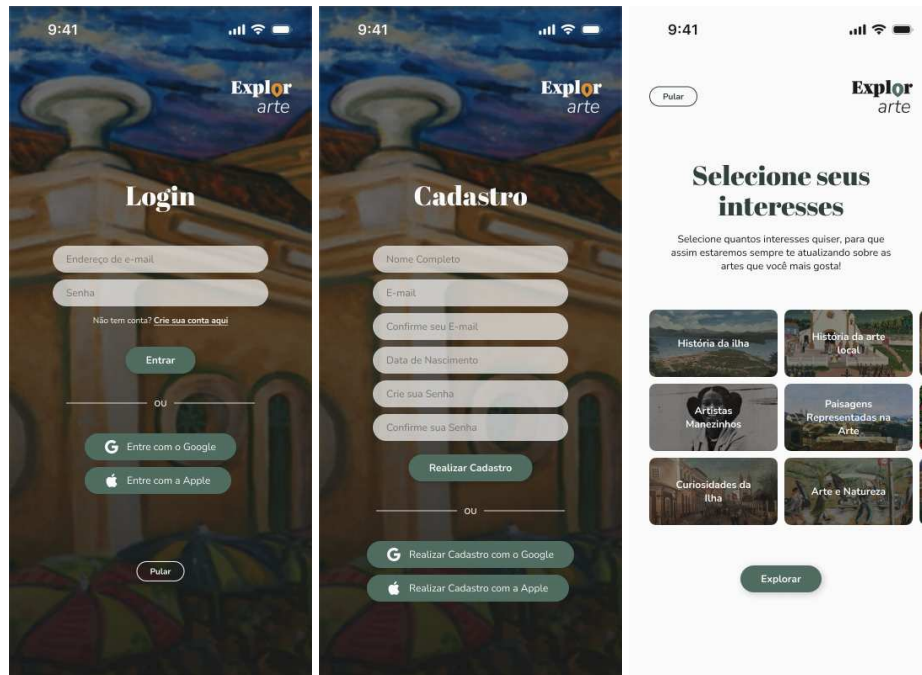 9:41
Explor
arte
Login
Endereço de e-mail
Senha
Não tem conta? Crie sua conta aqui
Entrar
OU
Entre com o Google
Entre com a Apple
Pular
9:41
Explor
arte
Cadastro
Nome Completo
E-mail
Confirme seu E-mail
Data de Nascimento
Crie sua Senha
Confirme sua Senha
Realizar Cadastro
OU
Realizar Cadastro com o Google
Realizar Cadastro com a Apple
9:41
Pular
Explor
arte
Selecione seus
interesses
Selecione quantos interesses quiser, para que
assim estaremos sempre te atualizando sobre as
artes que você mais gosta!
História da ilha
História da arte
local
Artistas
Manezinhos
Paisagens
Representadas na
Arte
Curiosidades da
Ilha
Arte e Natureza
Explorar